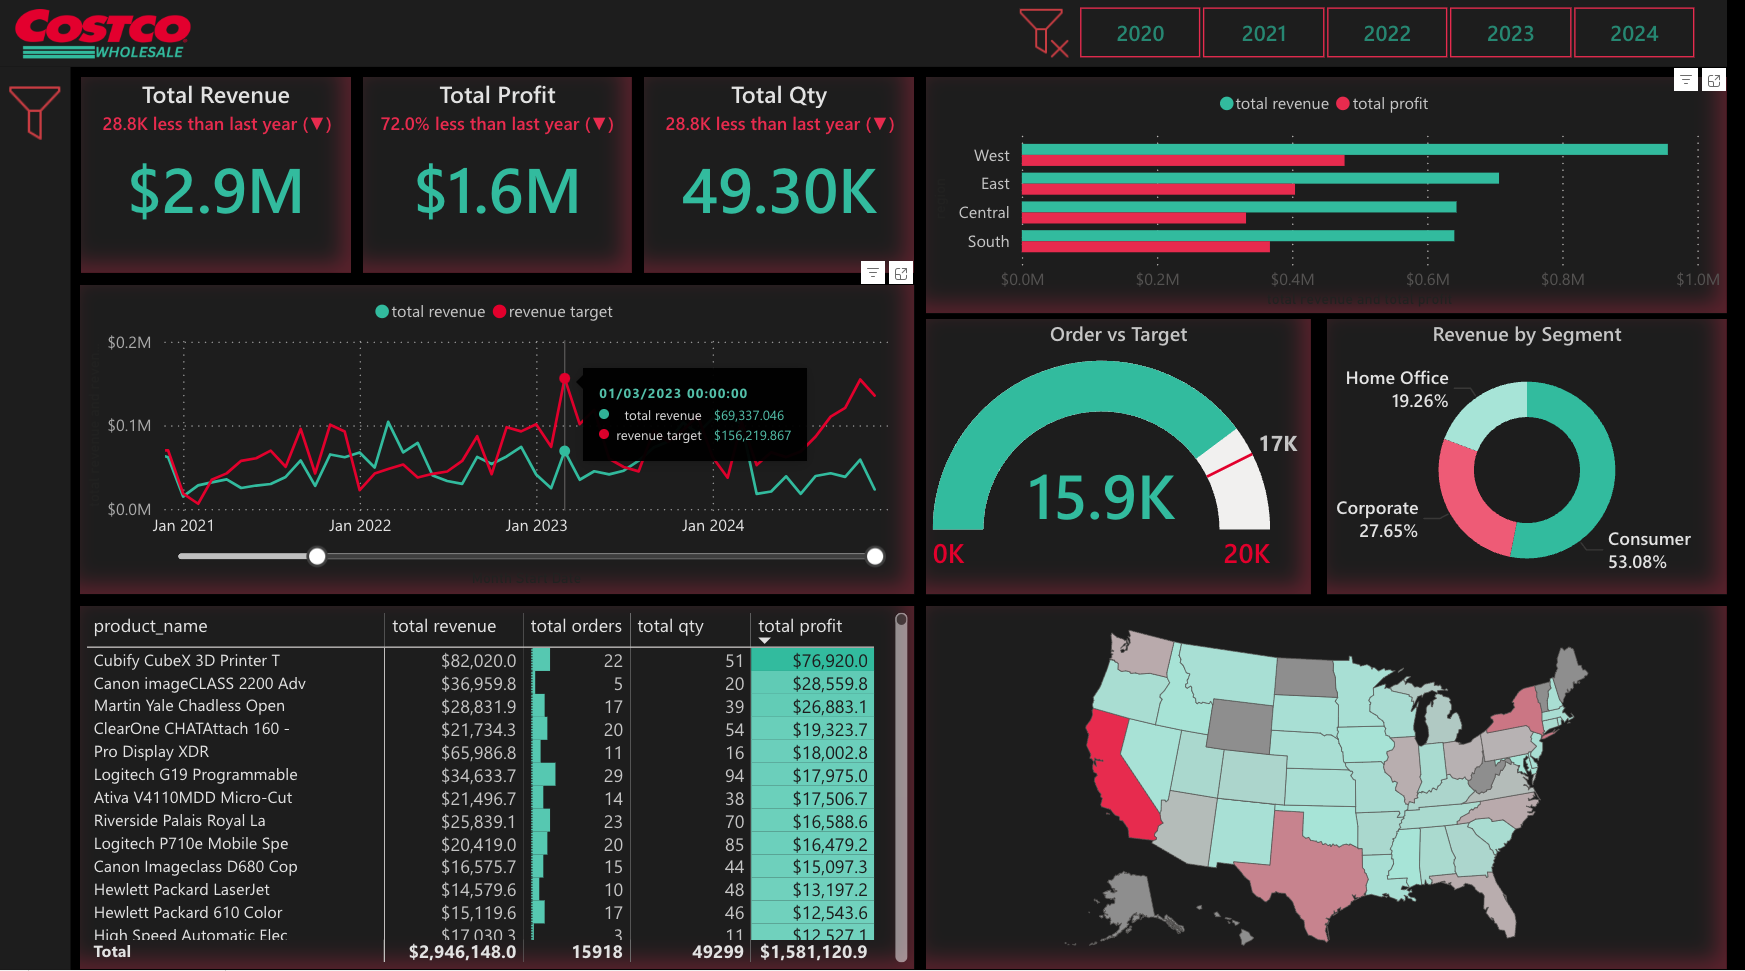 COSTCO
WHOLESALE
2020
2021
2022
2023
2024
Total Revenue
28.8K less than last year (▼)
$2.9M
Total Profit
72.0% less than last year (▼)
$1.6M
Total Qty
28.8K less than last year (▼)
49.30K
total revenue total profit
West
East
Central
South
$0.0M $0.2M $0.4M $0.6M $0.8M $1.0M
total revenue revenue target
$0.2M
$0.1M
$0.0M
Jan 2021 Jan 2022 Jan 2023 Jan 2024
01/03/2023 00:00:00
total revenue $69,337.046
revenue target $156,219.867
Order vs Target
17K
15.9K
0K 20K
Revenue by Segment
Home Office
19.26%
Corporate
27.65%
Consumer
53.08%
product_name total revenue total orders total qty total profit
Cubify CubeX 3D Printer T $82,020.0 22 51 $76,920.0
Canon imageCLASS 2200 Adv $36,959.8 5 20 $28,559.8
Martin Yale Chadless Open $28,831.9 17 39 $26,883.1
ClearOne CHATAttach 160 - $21,734.3 20 54 $19,323.7
Pro Display XDR $65,986.8 11 16 $18,002.8
Logitech G19 Programmable $34,633.7 29 94 $17,975.0
Ativa V4110MDD Micro-Cut $21,496.7 14 38 $17,506.7
Riverside Palais Royal La $25,839.1 23 70 $16,588.6
Logitech P710e Mobile Spe $20,419.0 20 85 $16,479.2
Canon Imageclass D680 Cop $16,575.7 15 44 $15,097.3
Hewlett Packard LaserJet $14,579.6 10 48 $13,197.2
Hewlett Packard 610 Color $15,119.6 17 46 $12,543.6
High Speed Automatic Elec $17,030.3 3 11 $12,527.1
Total $2,946,148.0 15918 49299 $1,581,120.9